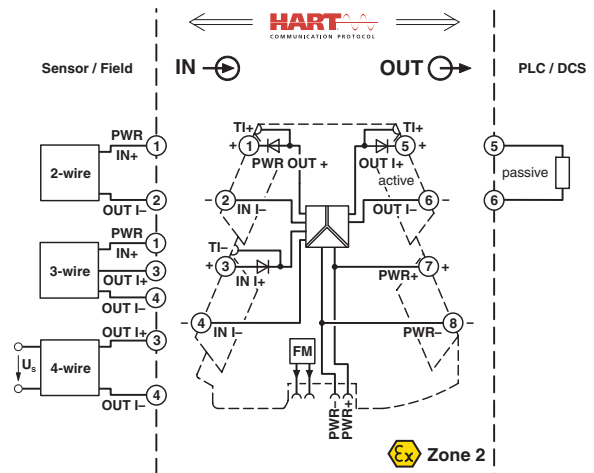 HART
COMMUNICATION PROTOCOL
Sensor / Field
IN
OUT
PLC / DCS
PWR
IN+
1
2-wire
2
OUT I–
PWR
IN+
1
3-wire
OUT I+
3
4
OUT I–
OUT I+
3
Us
4-wire
4
OUT I–
TI+
+
1
PWR OUT +
–
2
IN I–
TI–
+
3
IN I+
–
4
IN I–
TI+
5
+
OUT I+
active
6
–
OUT I–
7
+
PWR+
8
–
PWR–
FM
PWR–
PWR+
5
passive
6
Ex
Zone 2